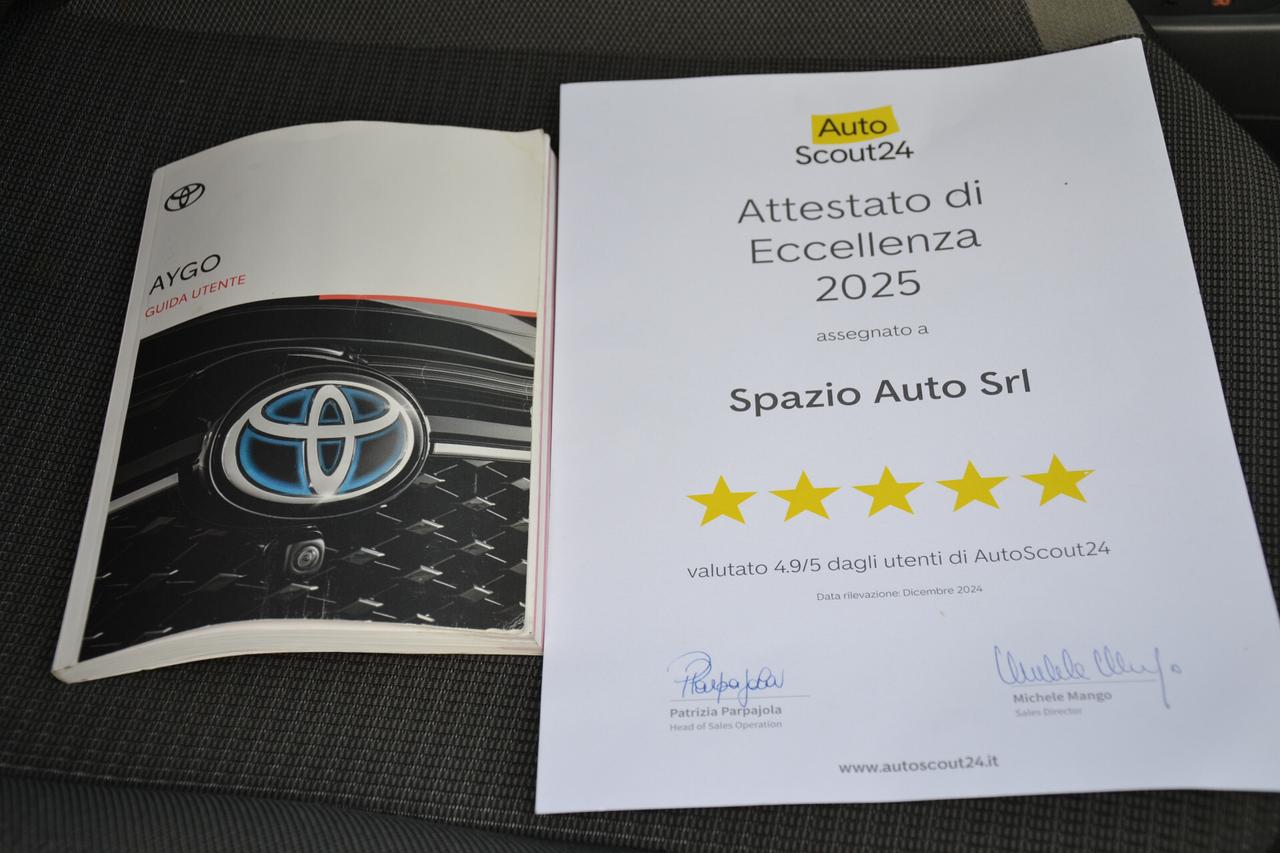 AYGO
GUIDA UTENTE
Auto
Scout24
Attestato di
Eccellenza
2025
assegnato a
Spazio Auto Srl
valutato 4.9/5 dagli utenti di AutoScout24
Data rilevazione: Dicembre 2024
Patrizia Parpajola
Head of Sales Operation
Michele Mango
Sales Director
www.autoscout24.it